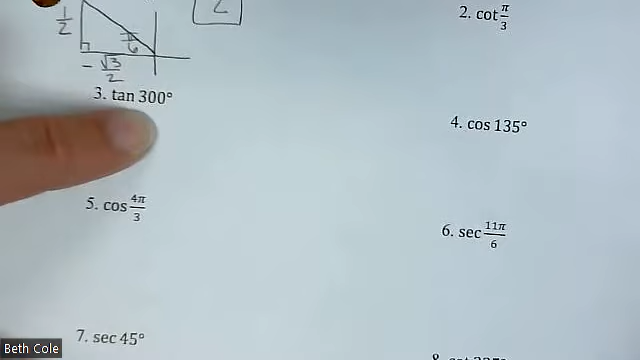 1/2
π/6
- √3/2
2. cot π/3
3. tan 300°
4. cos 135°
5. cos 4π/3
6. sec 11π/6
7. sec 45°
Beth Cole